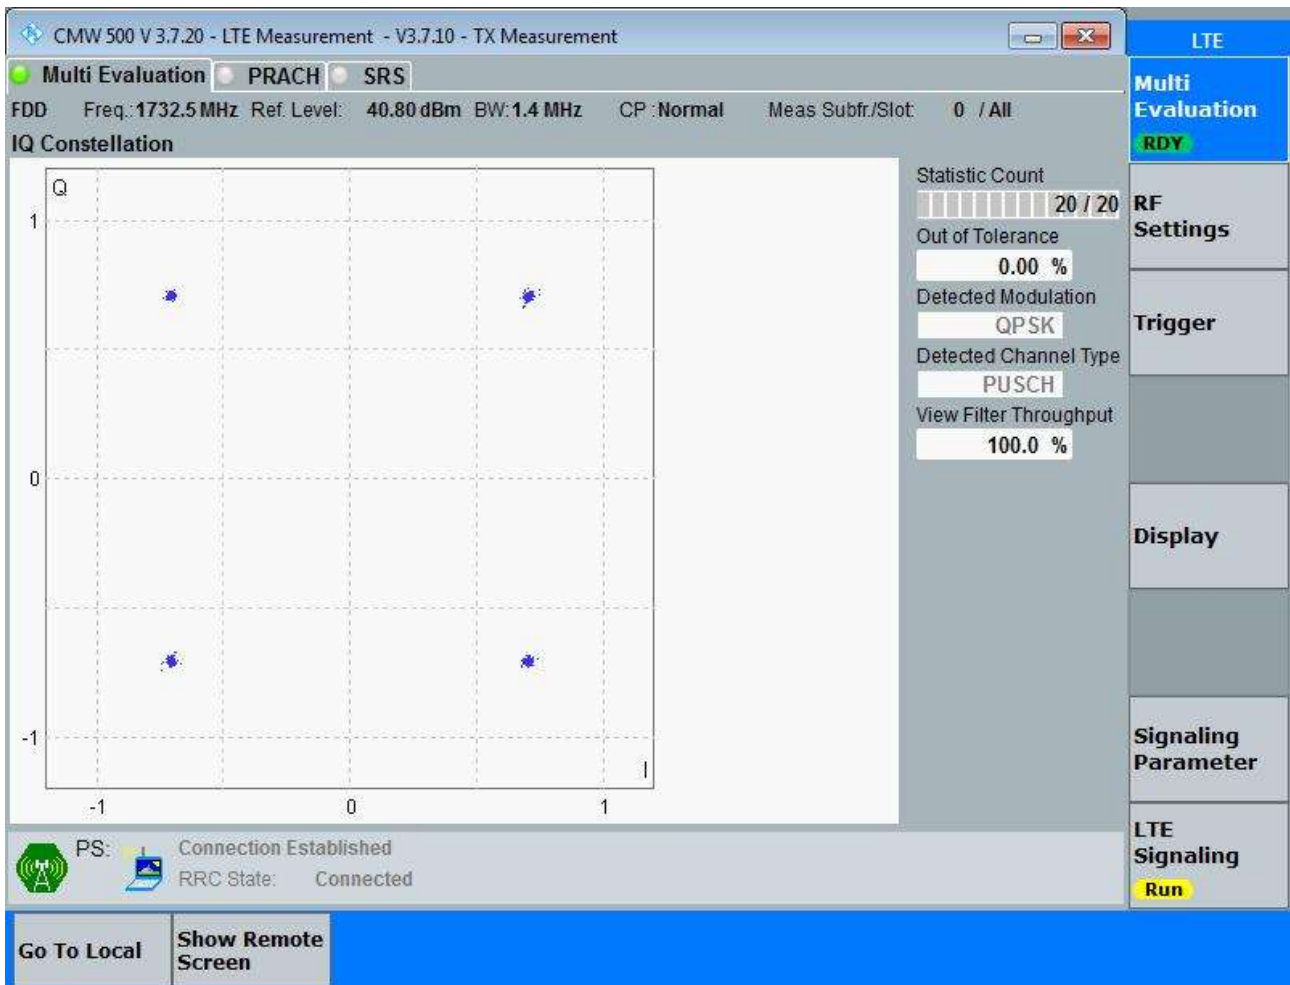 CMW 500 V 3.7.20 - LTE Measurement - V3.7.10 - TX Measurement
LTE
Multi Evaluation PRACH SRS
FDD Freq.: 1732.5 MHz Ref. Level: 40.80 dBm BW: 1.4 MHz CP : Normal Meas Subfr./Slot: 0 / All
IQ Constellation
Q
1
0
-1
I
-1 0 1
Statistic Count
20 / 20
Out of Tolerance
0.00 %
Detected Modulation
QPSK
Detected Channel Type
PUSCH
View Filter Throughput
100.0 %
Multi
Evaluation
RDY
RF
Settings
Trigger
Display
Signaling
Parameter
LTE
Signaling
Run
PS: Connection Established
RRC State: Connected
Go To Local
Show Remote
Screen